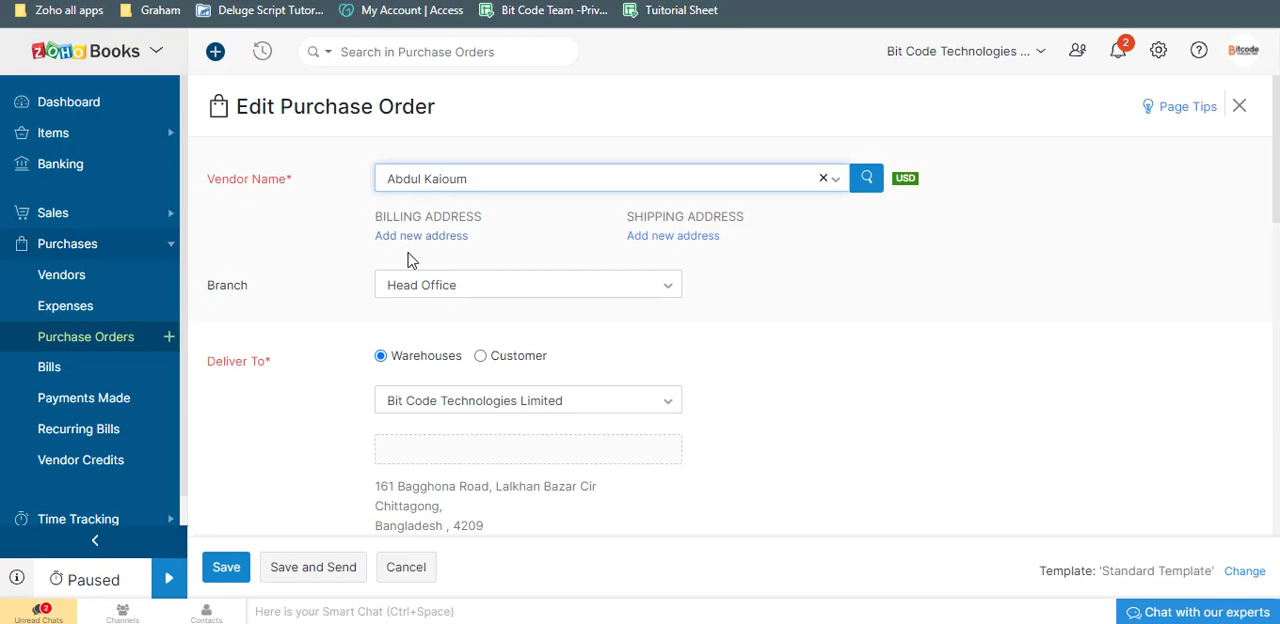 Zoho all apps Graham Deluge Script Tutor... My Account | Access Bit Code Team -Priv... Tuitorial Sheet
ZOHO Books Search in Purchase Orders Bit Code Technologies ... 2 Bitcode
Dashboard
Items
Banking
Sales
Purchases
Vendors
Expenses
Purchase Orders +
Bills
Payments Made
Recurring Bills
Vendor Credits
Time Tracking
Paused
Edit Purchase Order Page Tips
Vendor Name* Abdul Kaioum USD
BILLING ADDRESS SHIPPING ADDRESS
Add new address Add new address
Branch Head Office
Deliver To* Warehouses Customer
Bit Code Technologies Limited
161 Bagghona Road, Lalkhan Bazar Cir
Chittagong,
Bangladesh , 4209
Save Save and Send Cancel Template: 'Standard Template' Change
2
Unread Chats Channels Contacts Here is your Smart Chat (Ctrl+Space) Chat with our experts